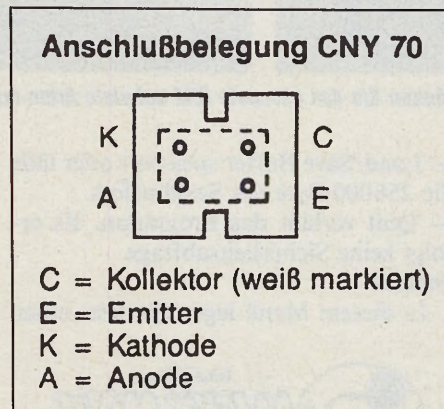 Anschlußbelegung CNY 70
K C
A E
C = Kollektor (weiß markiert)
E = Emitter
K = Kathode
A = Anode